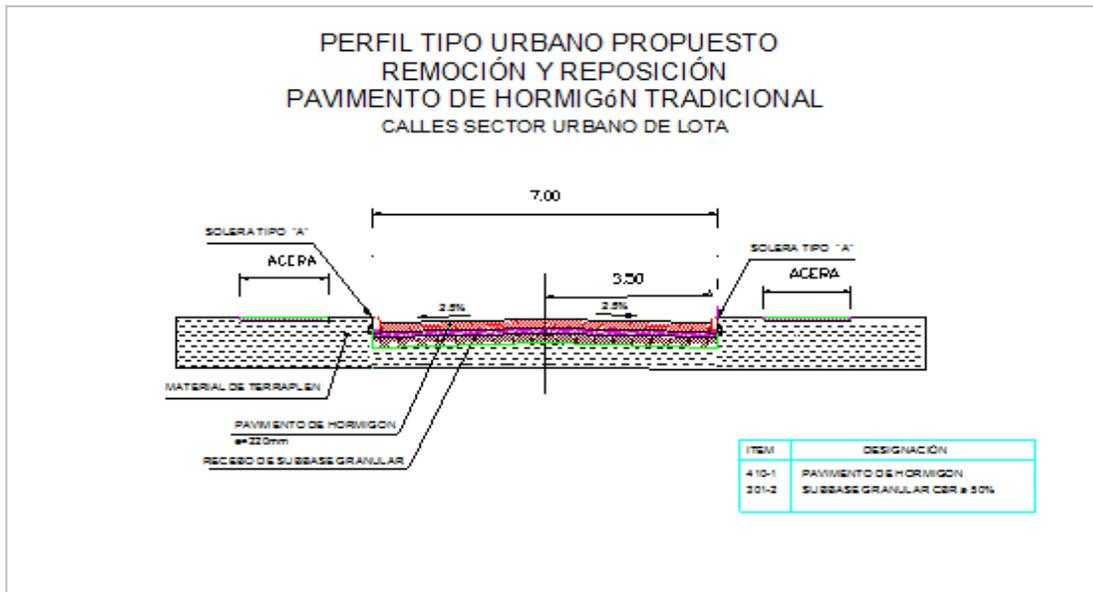 PERFIL TIPO URBANO PROPUESTO
REMOCIÓN Y REPOSICIÓN
PAVIMENTO DE HORMIGóN TRADICIONAL
CALLES SECTOR URBANO DE LOTA
7.00
SOLERA TIPO "A"
SOLERA TIPO "A"
ACERA
ACERA
3.50
2.5%
2.5%
MATERIAL DE TERRAPLEN
PAVIMENTO DE HORMIGON
e=220mm
RECEBO DE SUBBASE GRANULAR
ITEM DESIGNACIÓN
410-1 PAVIMENTO DE HORMIGON
301-2 SUBBASE GRANULAR CBR 50%